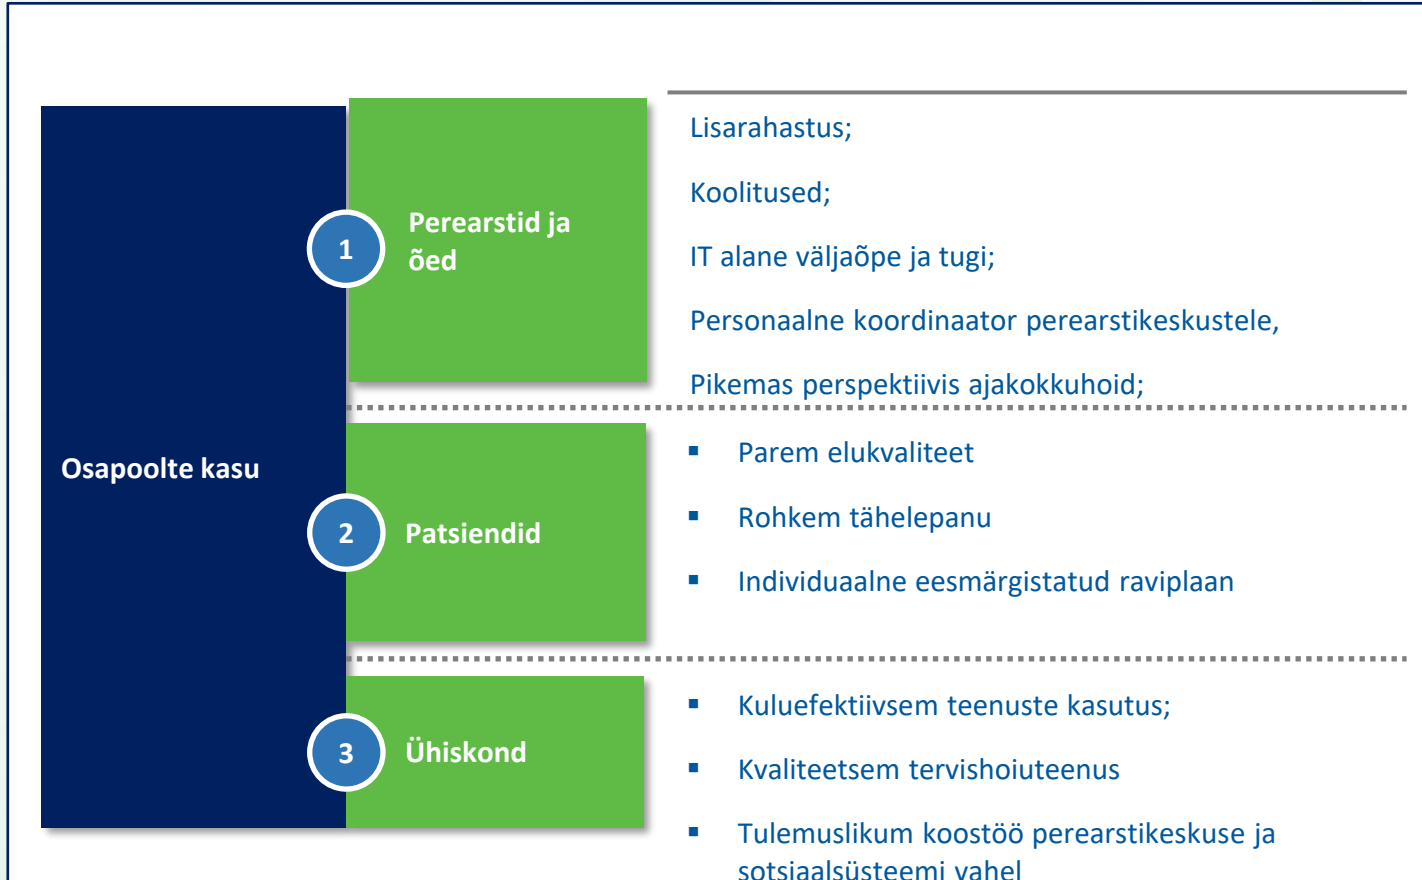 Osapoolte kasu
1
Perearstid ja
õed
Lisarahastus;
Koolitused;
IT alane väljaõpe ja tugi;
Personaalne koordinaator perearstikeskustele,
Pikemas perspektiivis ajakokkuhoid;
2
Patsiendid
▪ Parem elukvaliteet
▪ Rohkem tähelepanu
▪ Individuaalne eesmärgistatud raviplaan
3
Ühiskond
▪ Kuluefektiivsem teenuste kasutus;
▪ Kvaliteetsem tervishoiuteenus
▪ Tulemuslikum koostöö perearstikeskuse ja
sotsiaalsüsteemi vahel